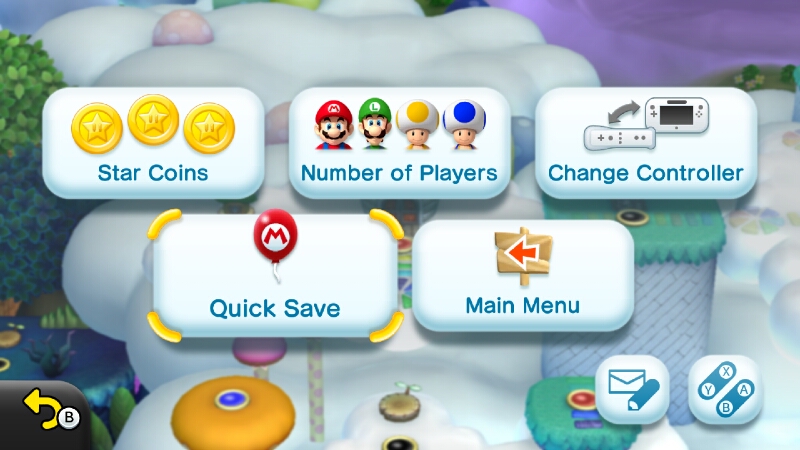 Star Coins
Number of Players
Change Controller
Quick Save
Main Menu
B
X
Y
A
B